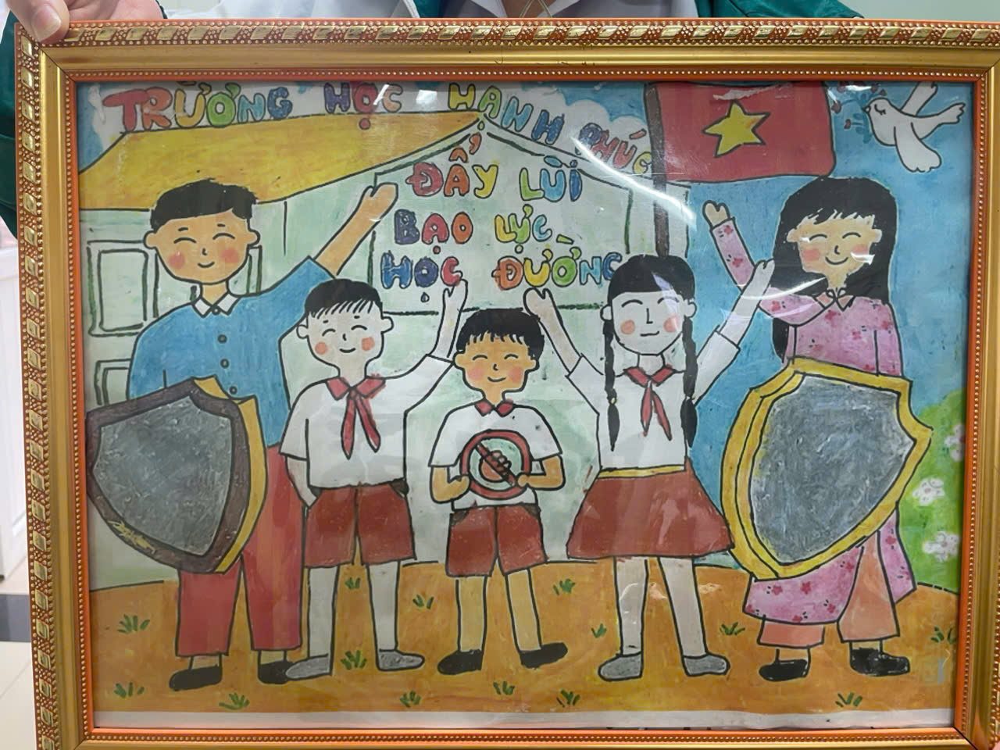 TRƯỜNG HỌC HẠNH PHÚC
ĐẨY LÙI
BẠO LỰC
HỌC ĐƯỜNG